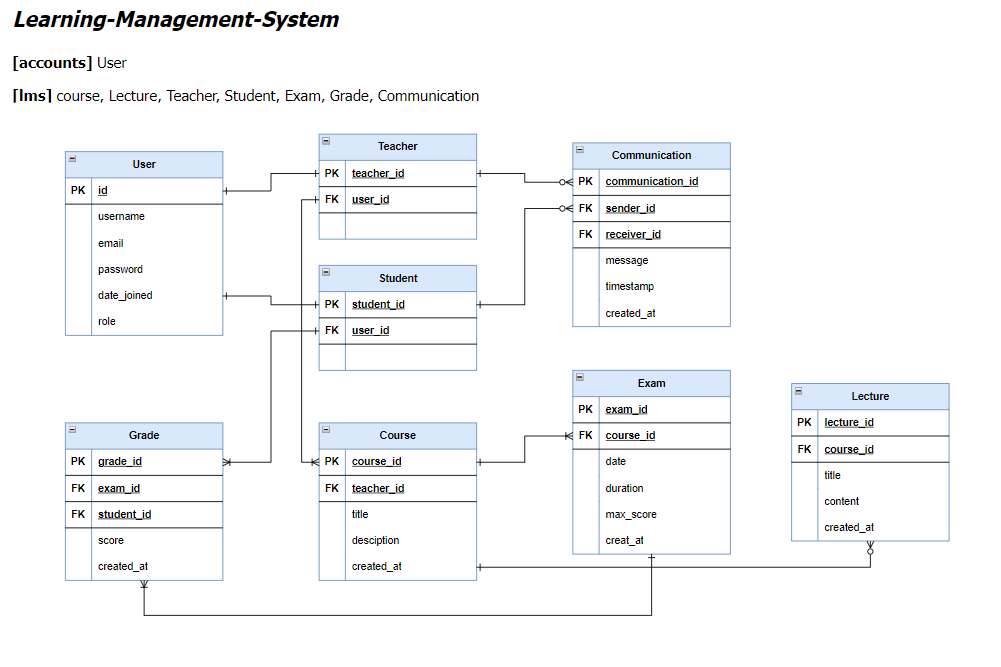 Learning-Management-System
[accounts] User
[lms] course, Lecture, Teacher, Student, Exam, Grade, Communication
User
PK id
username
email
password
date_joined
role
Teacher
PK teacher_id
FK user_id
Student
PK student_id
FK user_id
Communication
PK communication_id
FK sender_id
FK receiver_id
message
timestamp
created_at
Grade
PK grade_id
FK exam_id
FK student_id
score
created_at
Course
PK course_id
FK teacher_id
title
desciption
created_at
Exam
PK exam_id
FK course_id
date
duration
max_score
creat_at
Lecture
PK lecture_id
FK course_id
title
content
created_at